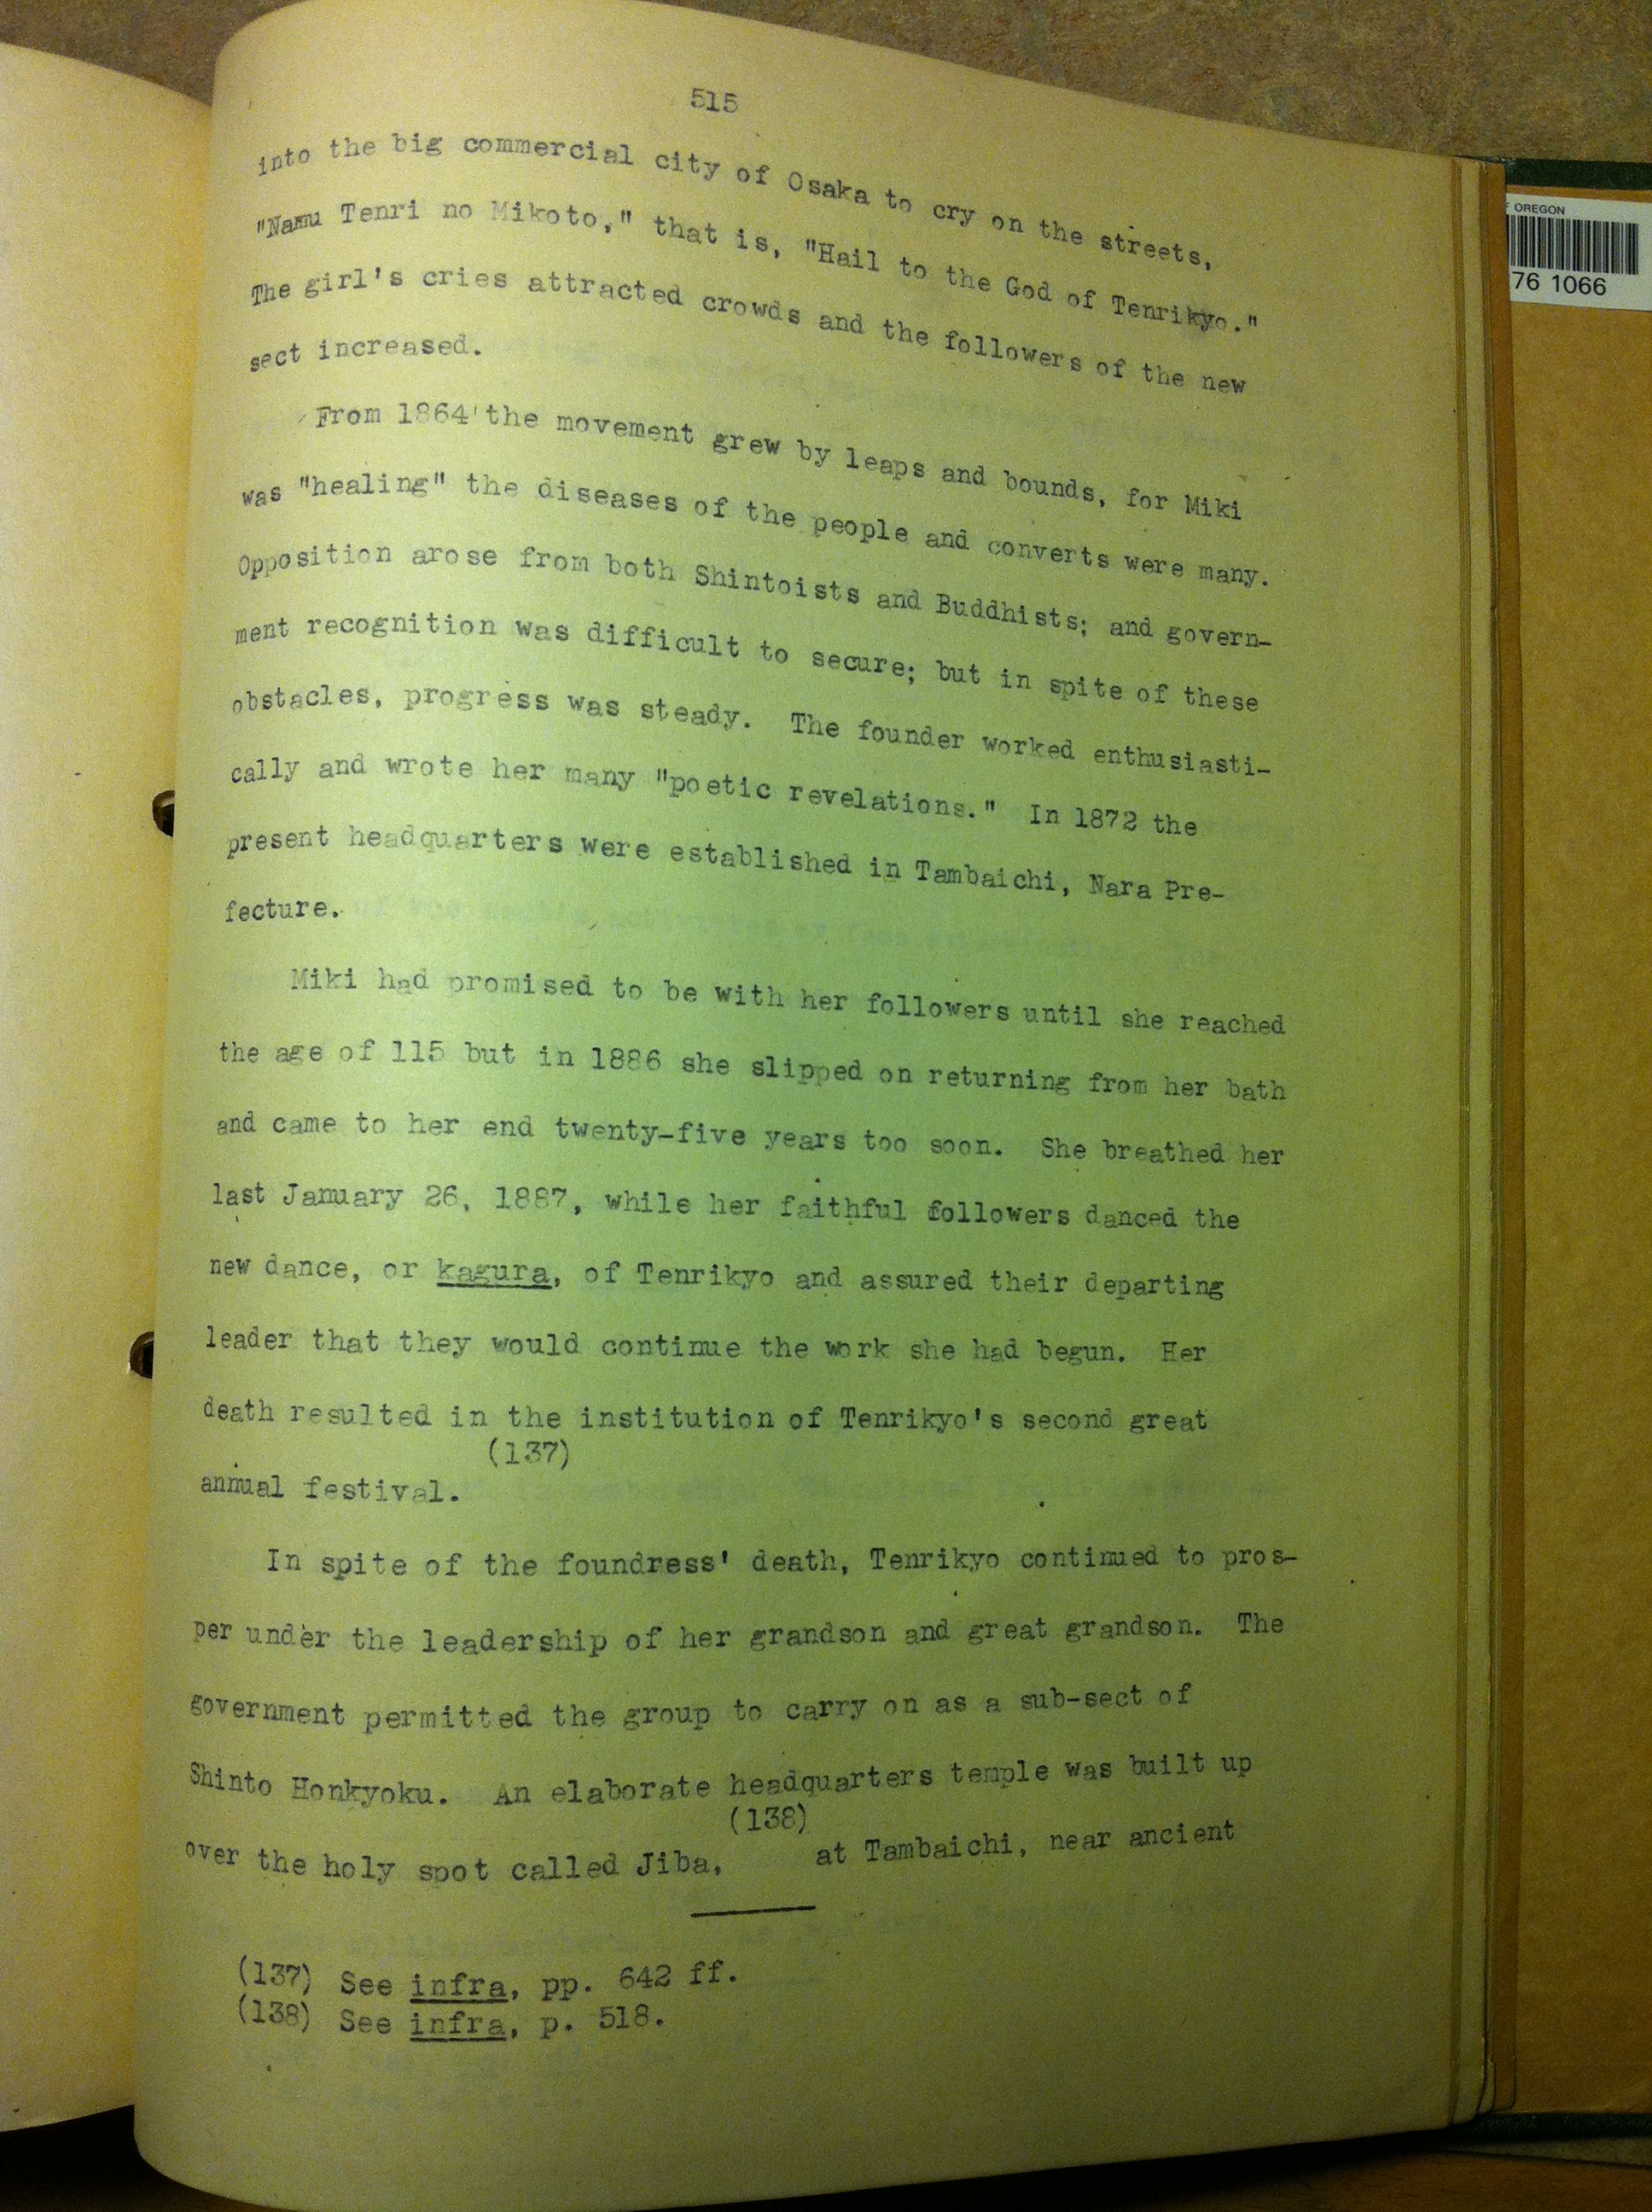 515
into the big commercial city of Osaka to cry on the streets,
"Namu Tenri no Mikoto," that is, "Hail to the God of Tenrikyo."
The girl's cries attracted crowds and the followers of the new
sect increased.
From 1864 the movement grew by leaps and bounds, for Miki
was "healing" the diseases of the people and converts were many.
Opposition arose from both Shintoists and Buddhists; and govern-
ment recognition was difficult to secure; but in spite of these
obstacles, progress was steady. The founder worked enthusiasti-
cally and wrote her many "poetic revelations." In 1872 the
present headquarters were established in Tambaichi, Nara Pre-
fecture.
Miki had promised to be with her followers until she reached
the age of 115 but in 1886 she slipped on returning from her bath
and came to her end twenty-five years too soon. She breathed her
last January 26, 1887, while her faithful followers danced the
new dance, or kagura, of Tenrikyo and assured their departing
leader that they would continue the work she had begun. Her
death resulted in the institution of Tenrikyo's second great
(137)
annual festival.
In spite of the foundress' death, Tenrikyo continued to pros-
per under the leadership of her grandson and great grandson. The
government permitted the group to carry on as a sub-sect of
Shinto Honkyoku. An elaborate headquarters temple was built up
(138)
over the holy spot called Jiba, at Tambaichi, near ancient
(137) See infra, pp. 642 ff.
(138) See infra, p. 518.
OREGON
76 1066